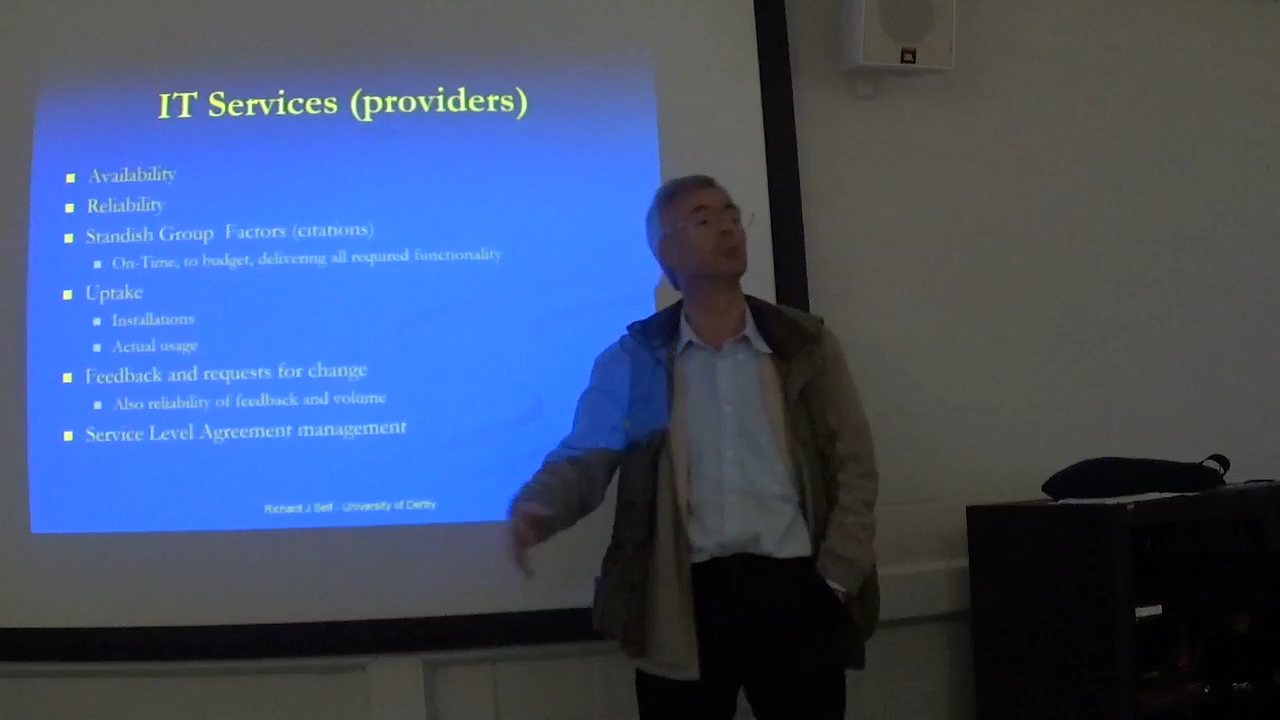 IT Services (providers)
Availability
Reliability
Standish Group Factors (citations)
On-Time, to budget, delivering all required functionality
Uptake
Installations
Actual usage
Feedback and requests for change
Also reliability of feedback and volume
Service Level Agreement management
Richard J Self - University of Derby
JBL